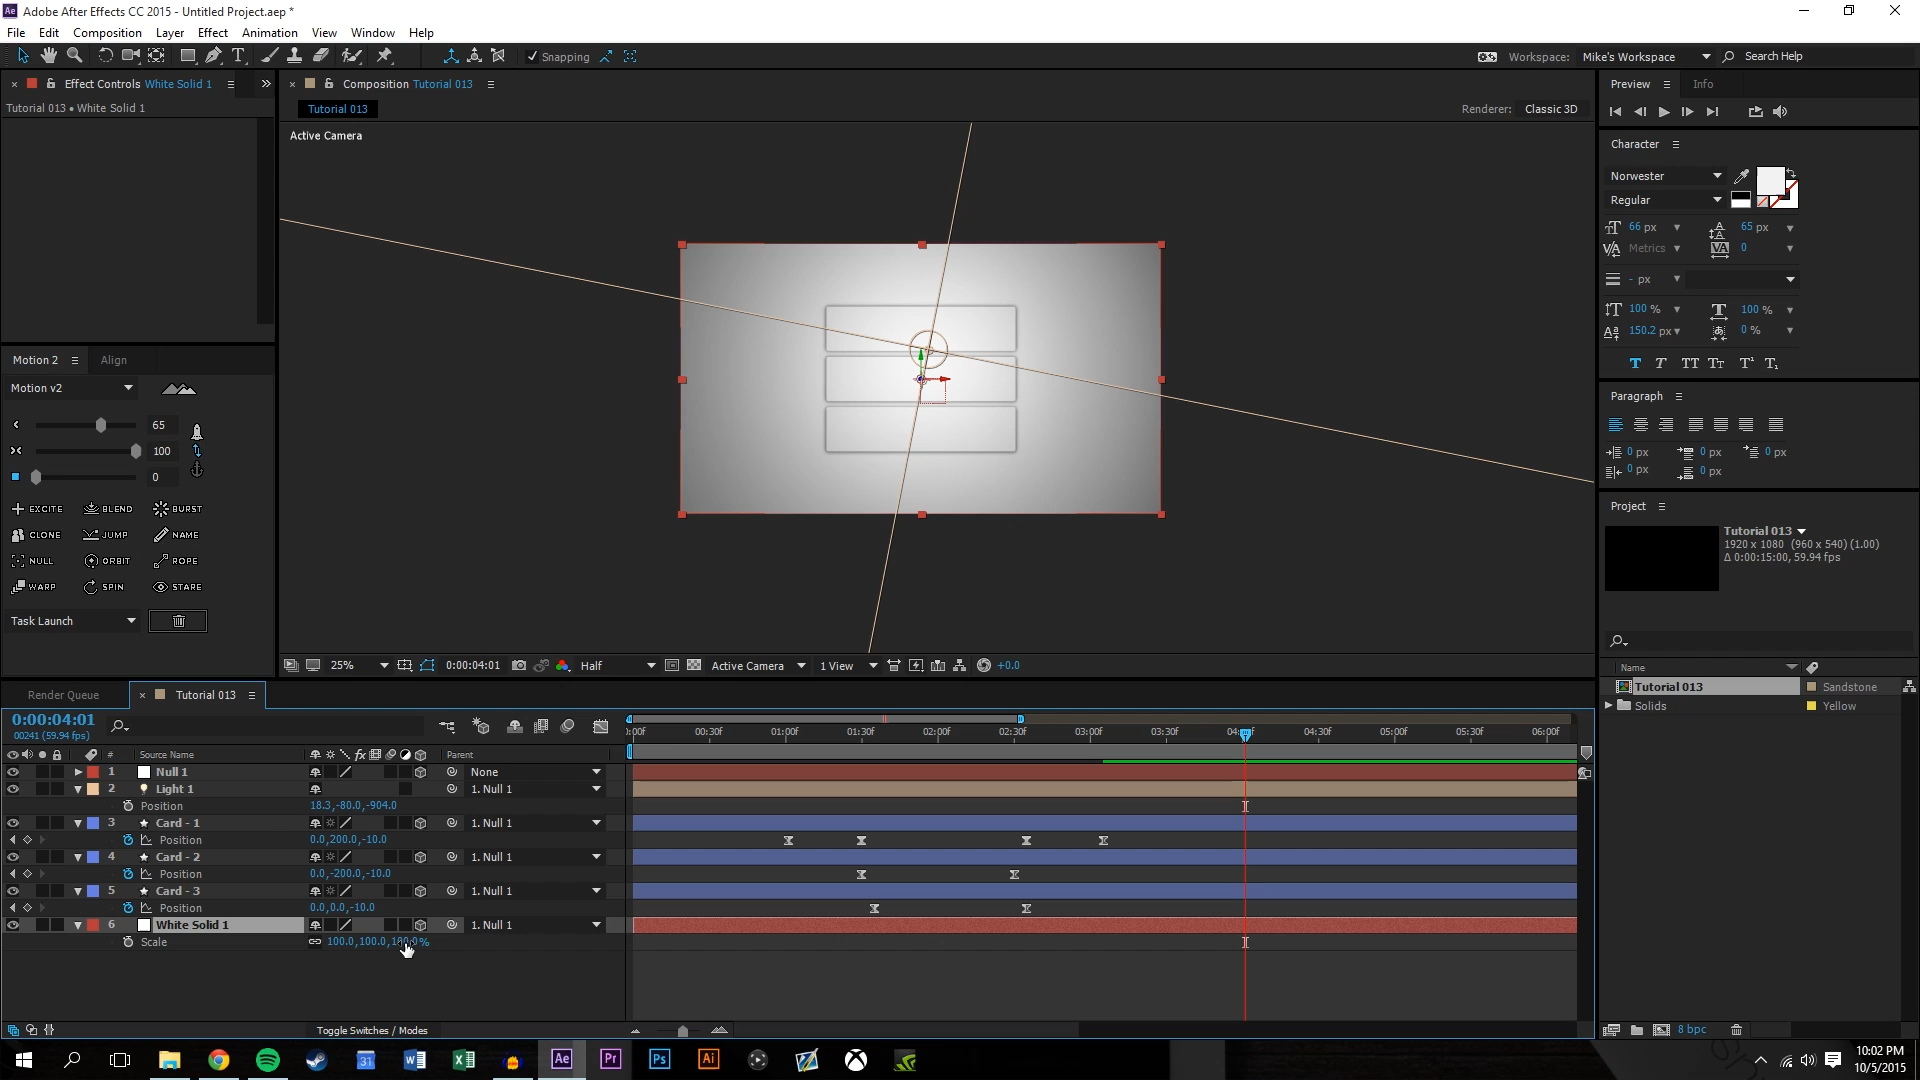 Ae Adobe After Effects CC 2015 - Untitled Project.aep *
File Edit Composition Layer Effect Animation View Window Help
Snapping
Workspace: Mike's Workspace
Search Help
Effect Controls White Solid 1
Tutorial 013 • White Solid 1
Composition Tutorial 013
Tutorial 013
Renderer: Classic 3D
Active Camera
Preview
Info
Character
Norwester
Regular
66 px
65 px
Metrics
0
- px
100 %
100 %
150.2 px
0 %
Paragraph
0 px
0 px
0 px
0 px
0 px
Project
Tutorial 013
1920 x 1080 (960 x 540) (1.00)
Δ 0:00:15:00, 59.94 fps
Name
Tutorial 013
Sandstone
Solids
Yellow
8 bpc
Motion 2
Align
Motion v2
65
100
0
EXCITE BLEND BURST
CLONE JUMP NAME
NULL ORBIT ROPE
WARP SPIN STARE
Task Launch
25%
0:00:04:01
Half
Active Camera
1 View
+0.0
Render Queue
Tutorial 013
0:00:04:01
00241 (59.94 fps)
# Source Name
fx
Parent
00:30f 01:00f 01:30f 02:00f 02:30f 03:00f 03:30f 04:30f 05:00f 05:30f 06:00f
1 Null 1 None
2 Light 1 1. Null 1
Position 18.3,-80.0,-904.0
3 Card - 1 1. Null 1
Position 0.0,200.0,-10.0
4 Card - 2 1. Null 1
Position 0.0,-200.0,-10.0
5 Card - 3 1. Null 1
Position 0.0,0.0,-10.0
6 White Solid 1 1. Null 1
Scale 100.0,100.0,100.0%
Toggle Switches / Modes
31
Ae Pr Ps Ai
10:02 PM
10/5/2015